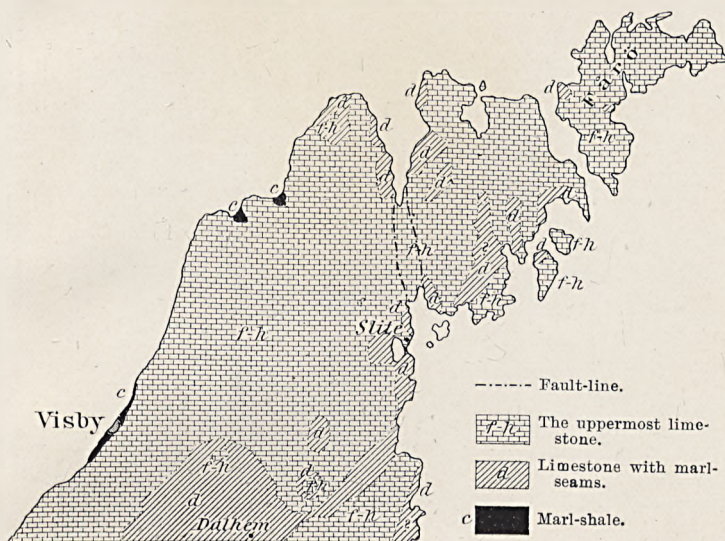 d
d
Fårö
f-h
d
f-h
d
d
d
d
c
c
d
d
f-h
d
f-h
d
f-h
d
f-h
d
Slite
f-h
d
c
Visby
d
d
f-h
d
f-h
d
d
f-h
Dalhem
Fault-line.
f-h The uppermost lime-
stone.
d Limestone with marl-
seams.
c Marl-shale.